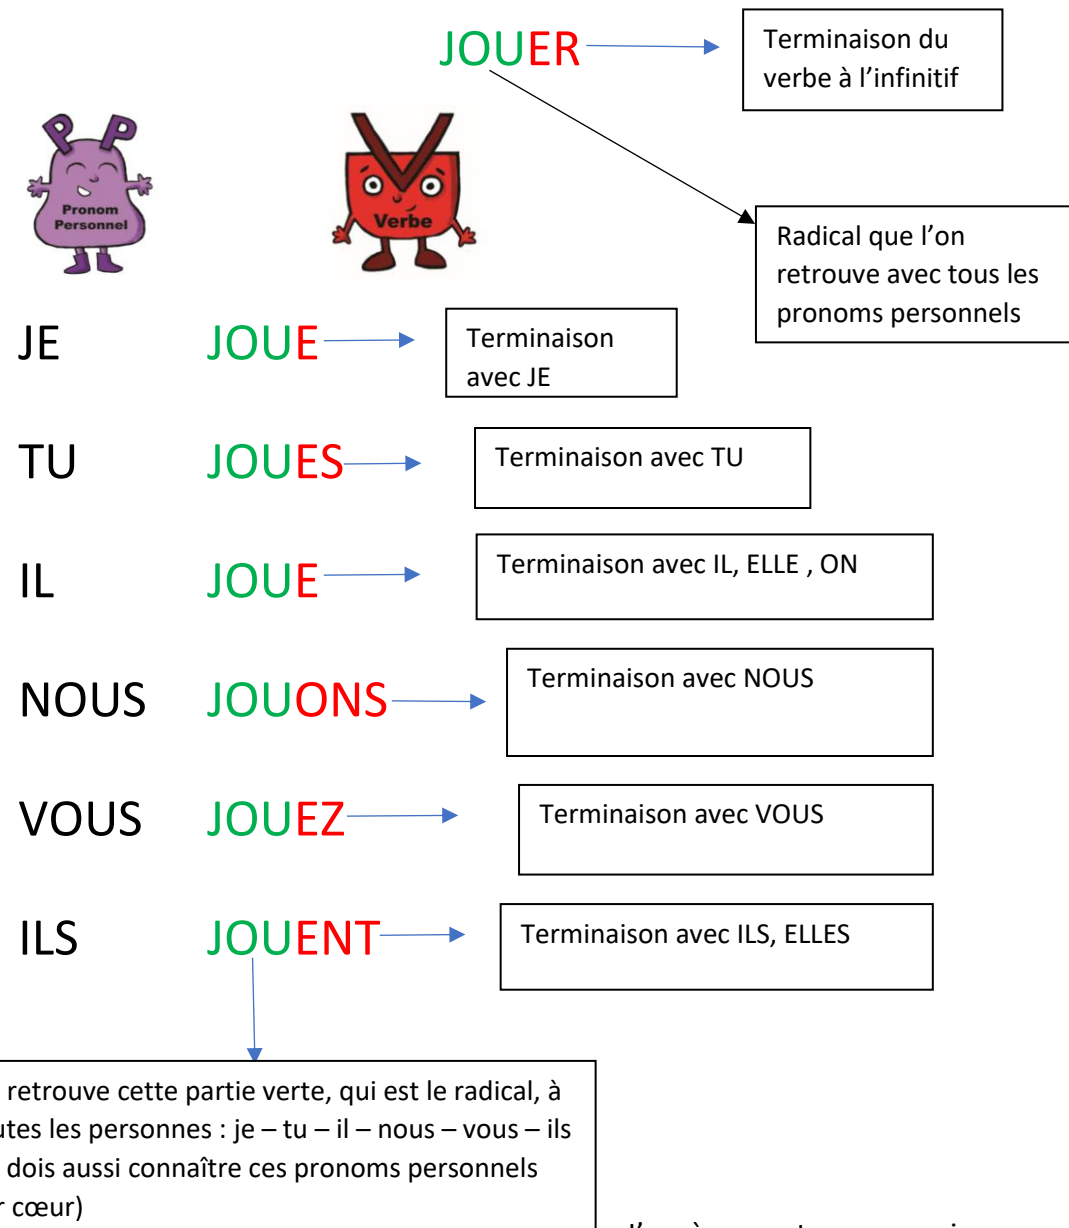 JOUER
Terminaison du
verbe à l’infinitif
P P
Pronom
Personnel
V
Verbe
Radical que l’on
retrouve avec tous les
pronoms personnels
JE JOUE
Terminaison
avec JE
TU JOUES Terminaison avec TU
IL JOUE Terminaison avec IL, ELLE , ON
NOUS JOUONS Terminaison avec NOUS
VOUS JOUEZ Terminaison avec VOUS
ILS JOUENT Terminaison avec ILS, ELLES
retrouve cette partie verte, qui est le radical, à
utes les personnes : je – tu – il – nous – vous – ils
dois aussi connaître ces pronoms personnels
r cœur)